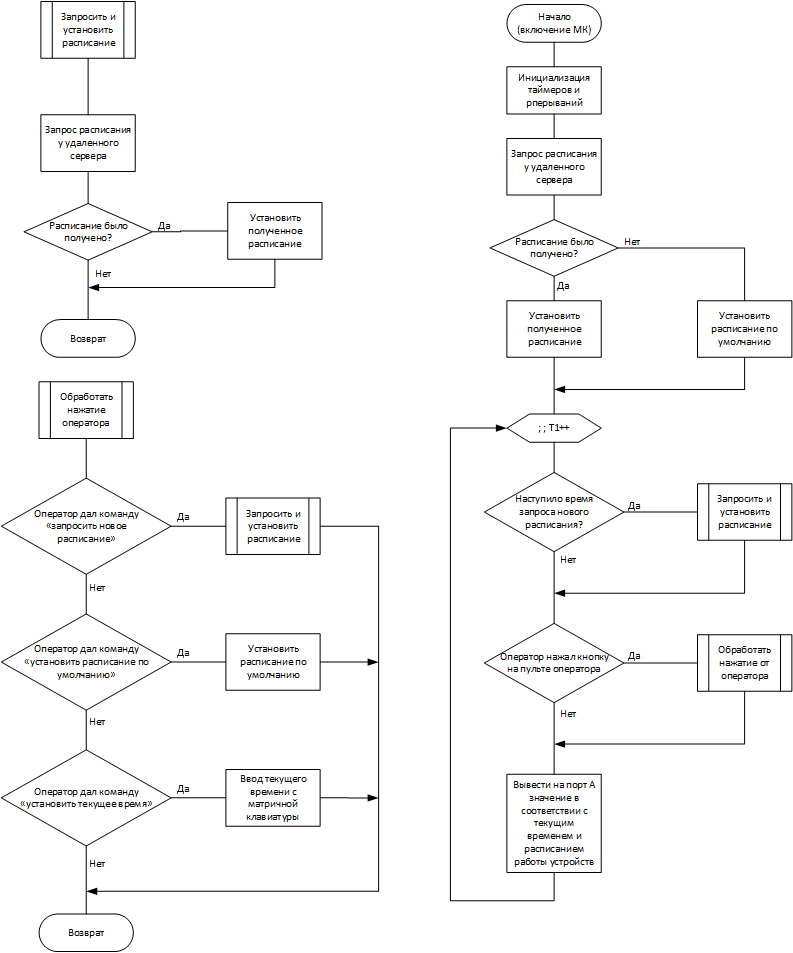 Запросить и
установить
расписание
Запрос расписания
у удаленного
сервера
Расписание было
получено?
Да
Установить
полученное
расписание
Нет
Возврат
Обработать
нажатие
оператора
Оператор дал команду
«запросить новое
расписание»
Да
Запросить и
установить
расписание
Нет
Оператор дал команду
«установить расписание по
умолчанию»
Да
Установить
расписание по
умолчанию
Нет
Оператор дал команду
«установить текущее время»
Да
Ввод текущего
времени с
матричной
клавиатуры
Нет
Возврат
Начало
(включение МК)
Инициализация
таймеров и
рперываний
Запрос расписания
у удаленного
сервера
Расписание было
получено?
Нет
Да
Установить
полученное
расписание
Установить
расписание по
умолчанию
; ; T1++
Наступило время
запроса нового
расписания?
Да
Запросить и
установить
расписание
Нет
Оператор нажал кнопку
на пульте оператора
Да
Обработать
нажатие от
оператора
Нет
Вывести на порт А
значение в
соответствии с
текущим
временем и
расписанием
работы устройств